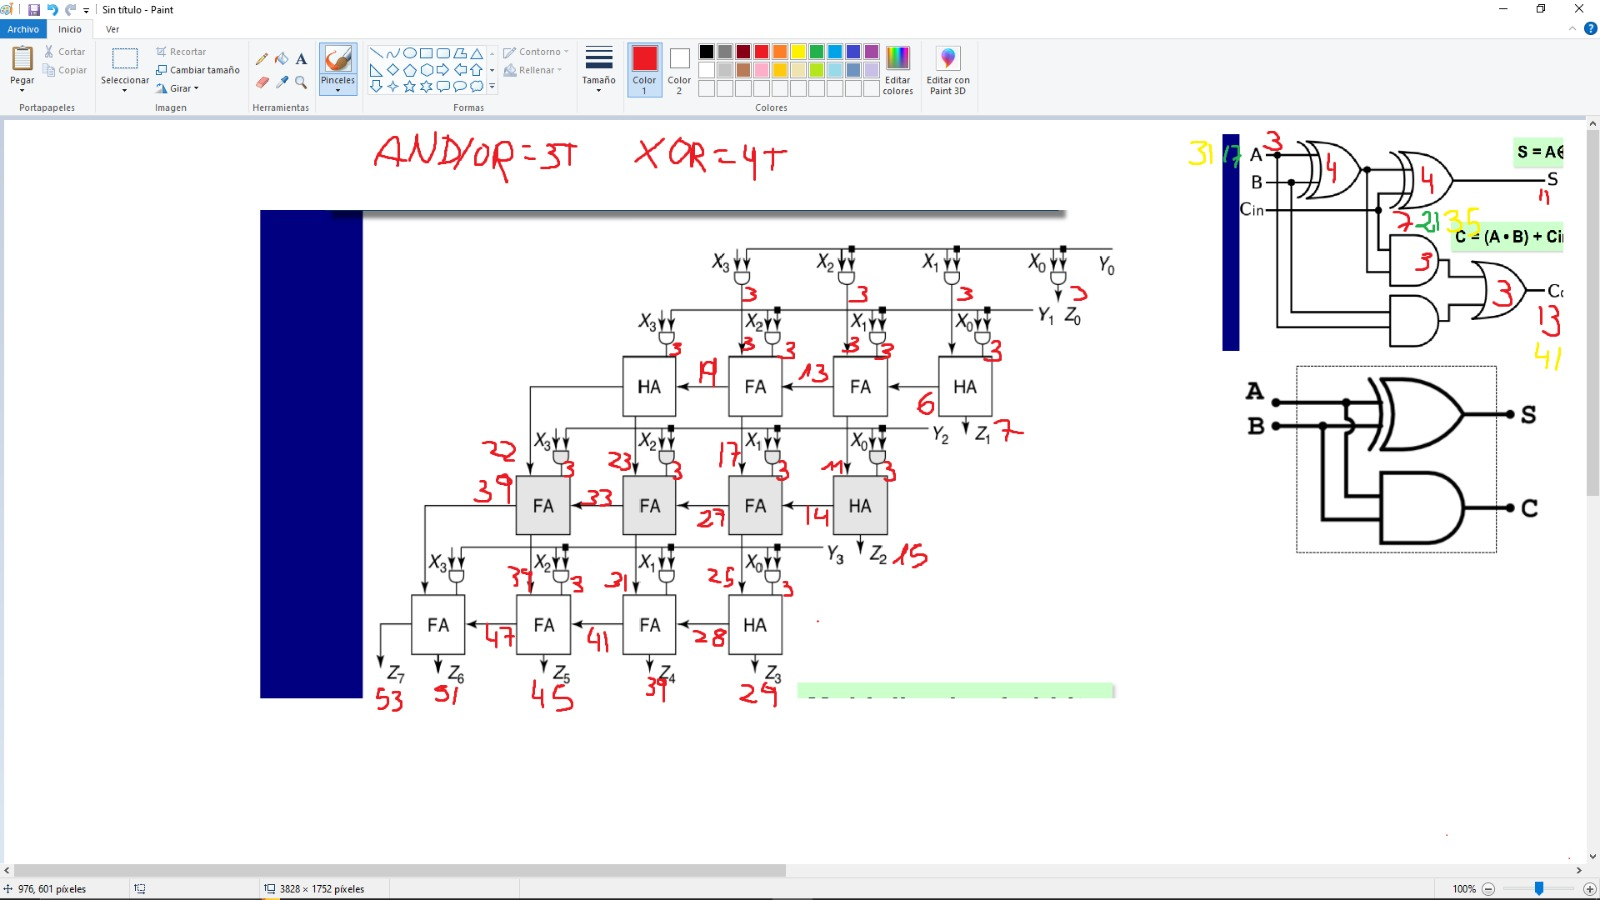 Sin título - Paint
Archivo Inicio Ver
Pegar
Cortar
Copiar
Portapapeles
Seleccionar
Recortar
Cambiar tamaño
Girar
Imagen
A
Herramientas
Pinceles
Contorno
Rellenar
Formas
Tamaño
Color 1
Color 2
Editar colores
Colores
Editar con Paint 3D
AND/OR = 3T XOR = 4T
X3 X2 X1 X0 Y0
3 3 3 3
X3 X2 X1 X0 Y1 Z0
3 3 3 3 3 3
HA 19 FA 13 FA 6 HA
X3 X2 X1 X0 Y2 Z1 7
22 3 23 3 17 3 11 3
39 FA 33 FA 27 FA 14 HA
X3 X2 X1 X0 Y3 Z2 15
37 3 31 25 3
FA 47 FA 41 FA 28 HA
Z7 Z6 Z5 Z4 Z3
53 51 45 39 29
31 17 A 3
B
Cin
4 4
S = A
S
11
7 21 35
C = (A • B) + Ci
3
3
C
13
41
A
B
S
C
976, 601 píxeles
3828 × 1752 píxeles
100%